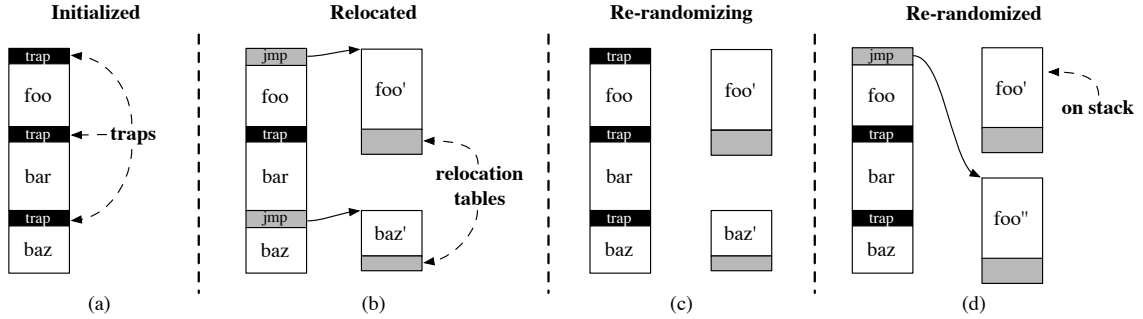 Initialized
trap
foo
trap
bar
trap
baz
traps
(a)
Relocated
jmp
foo
trap
bar
jmp
baz
foo'
baz'
relocation
tables
(b)
Re-randomizing
trap
foo
trap
bar
trap
baz
foo'
baz'
(c)
Re-randomized
jmp
foo
trap
bar
trap
baz
foo'
foo"
on stack
(d)